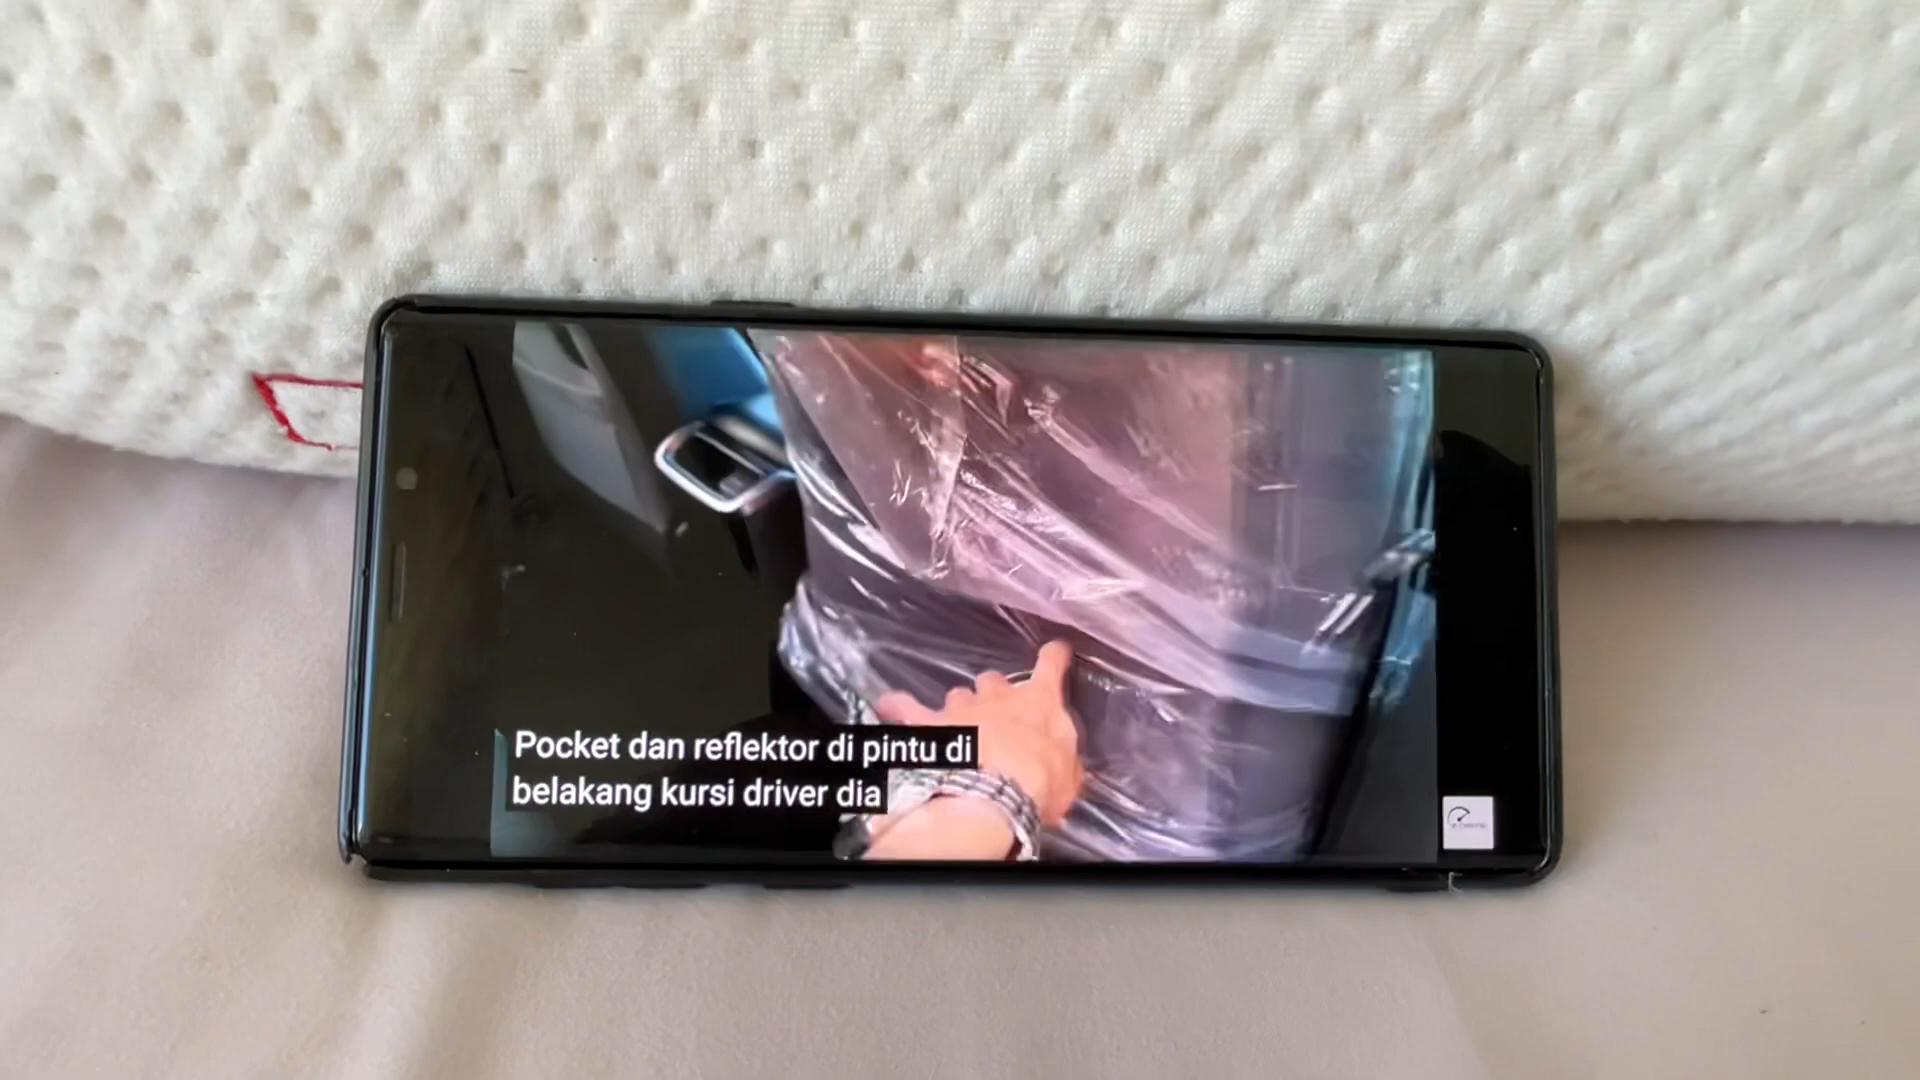 Pocket dan reflektor di pintu di
belakang kursi driver dia